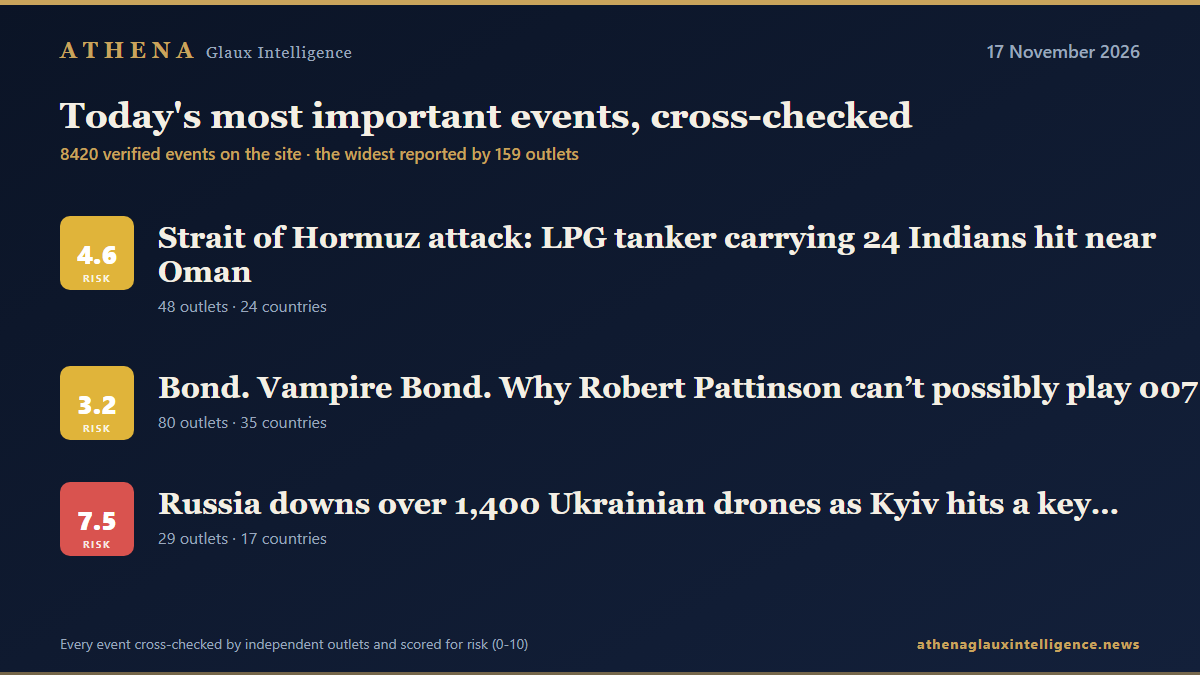 ATHENA Glaux Intelligence
17 November 2026
Today's most important events, cross-checked
8420 verified events on the site · the widest reported by 159 outlets
4.6
RISK
Strait of Hormuz attack: LPG tanker carrying 24 Indians hit near
Oman
48 outlets · 24 countries
3.2
RISK
Bond. Vampire Bond. Why Robert Pattinson can’t possibly play 007
80 outlets · 35 countries
7.5
RISK
Russia downs over 1,400 Ukrainian drones as Kyiv hits a key…
29 outlets · 17 countries
Every event cross-checked by independent outlets and scored for risk (0-10)
athenaglauxintelligence.news